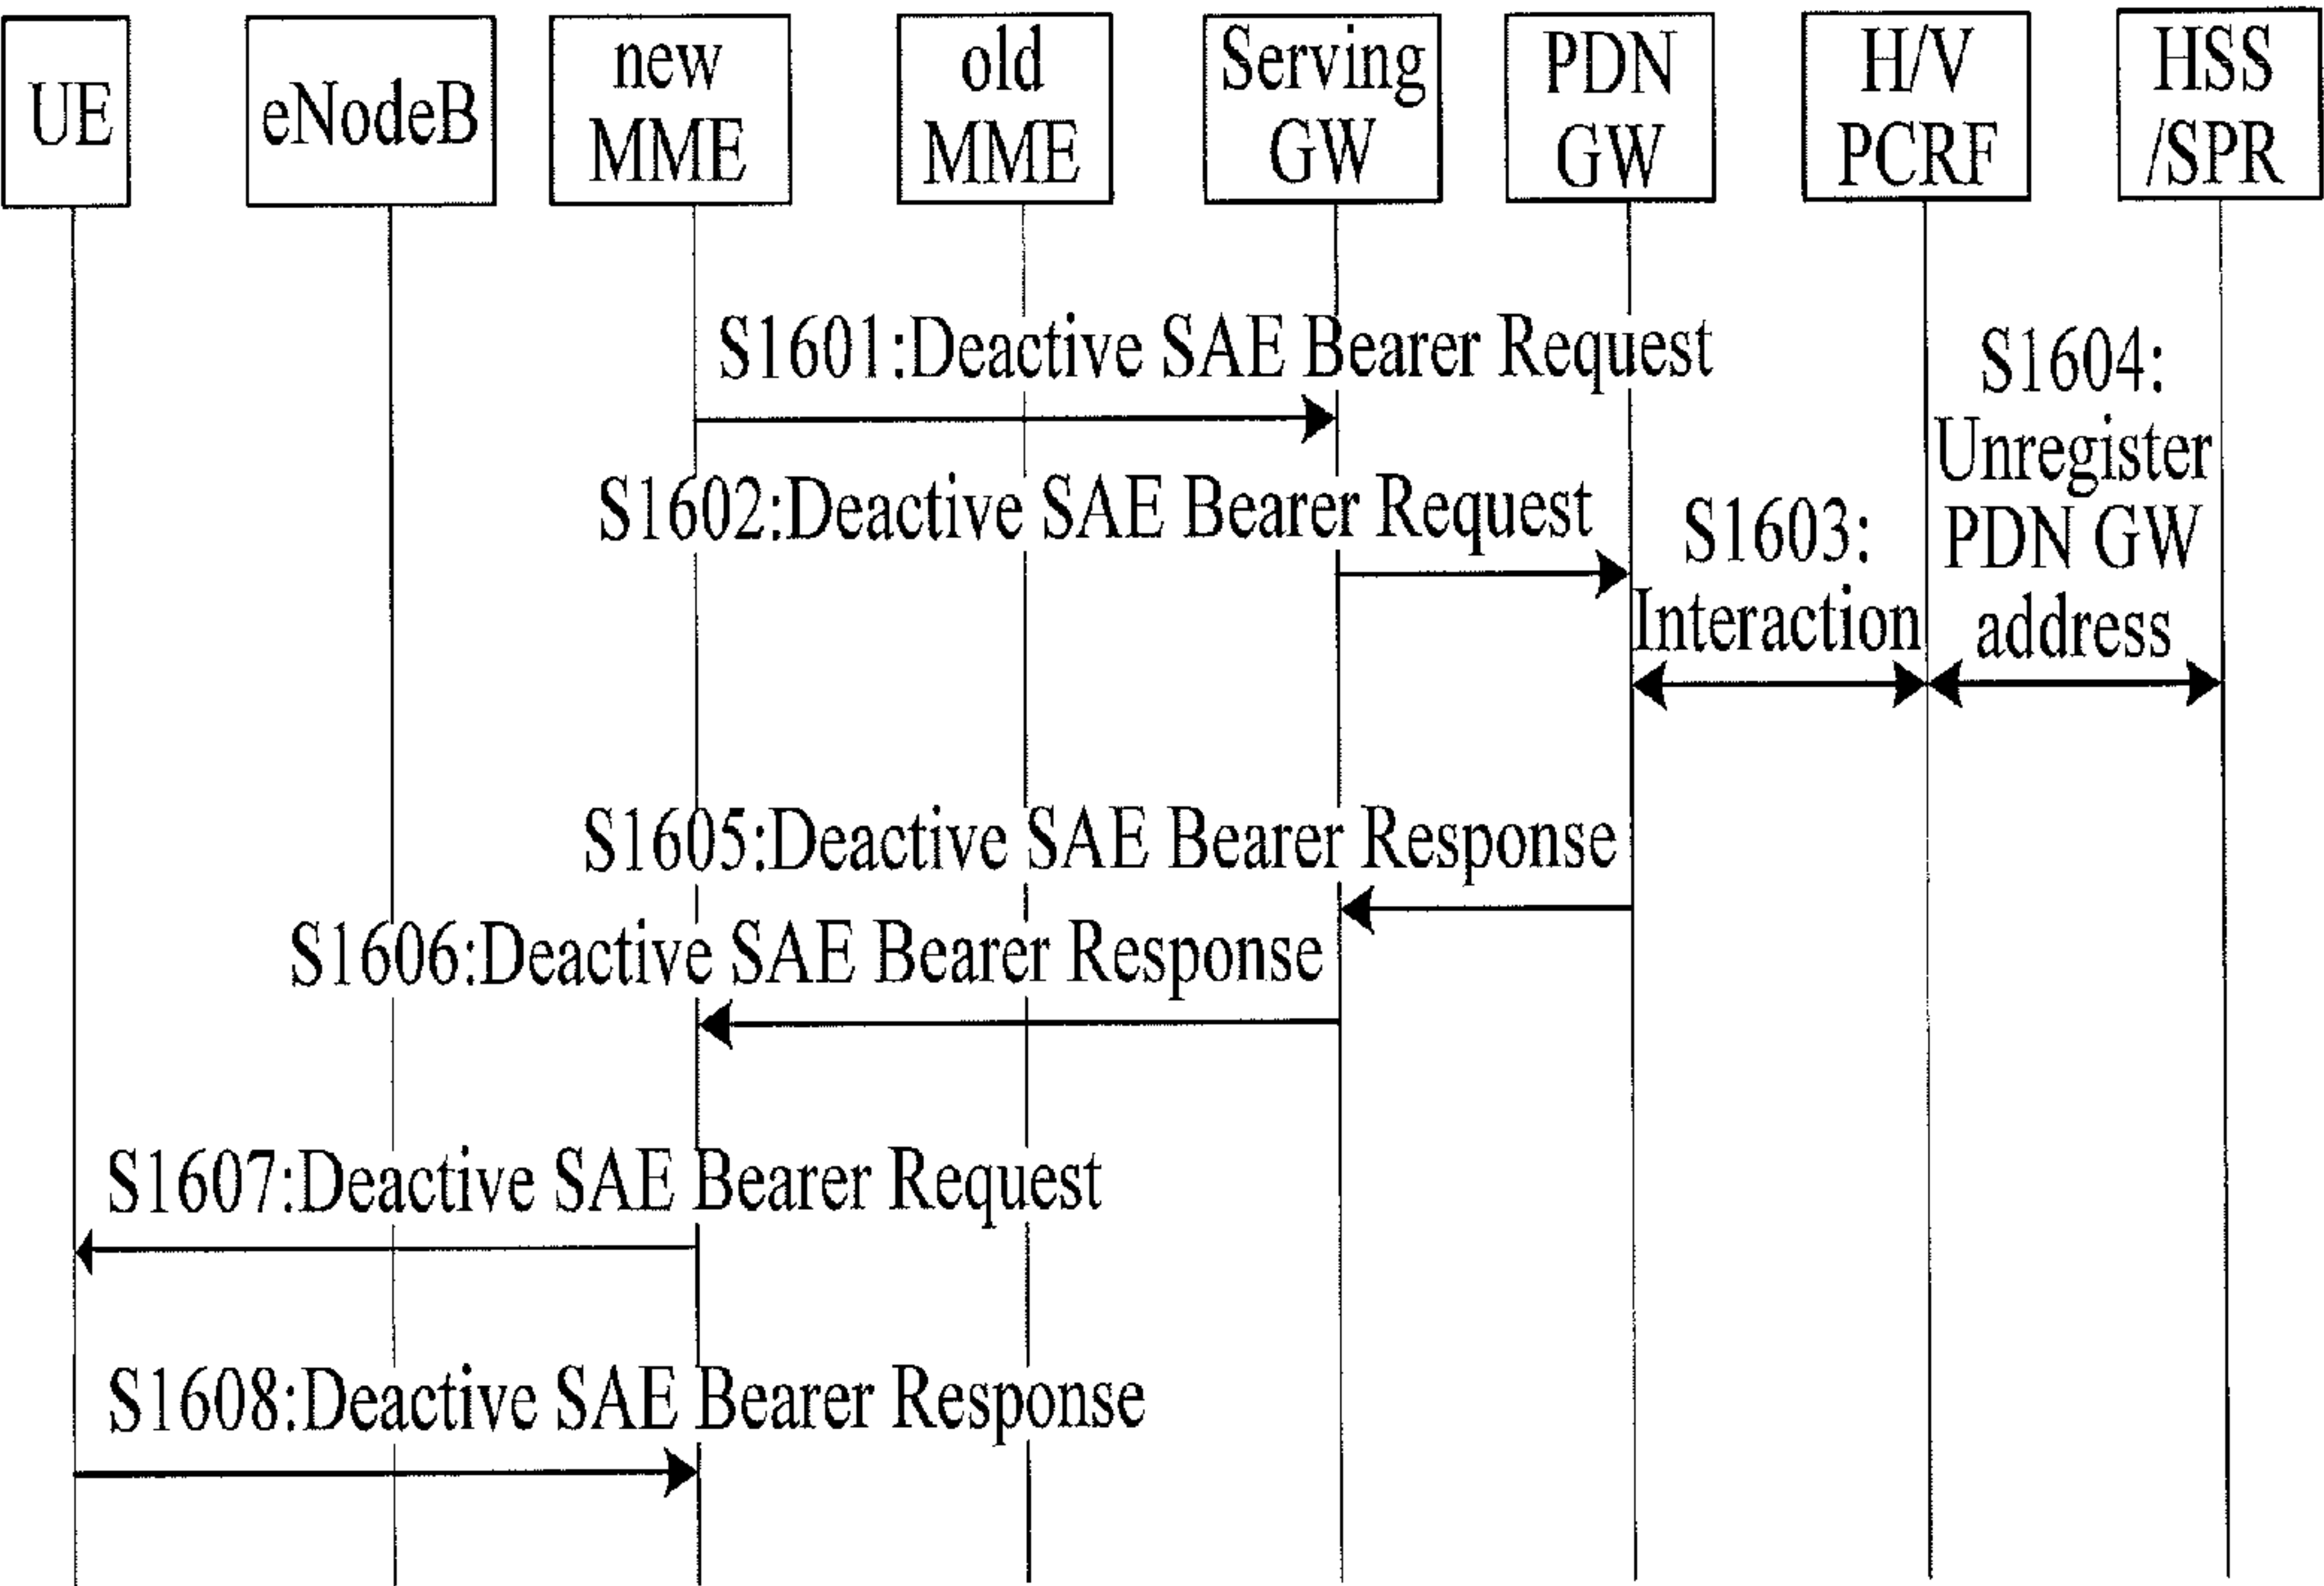 UE
eNodeB
new
MME
old
MME
Serving
GW
PDN
GW
H/V
PCRF
HSS
/SPR
S1601:Deactive SAE Bearer Request
S1602:Deactive SAE Bearer Request
S1603:
Interaction
S1604:
Unregister
PDN GW
address
S1605:Deactive SAE Bearer Response
S1606:Deactive SAE Bearer Response
S1607:Deactive SAE Bearer Request
S1608:Deactive SAE Bearer Response